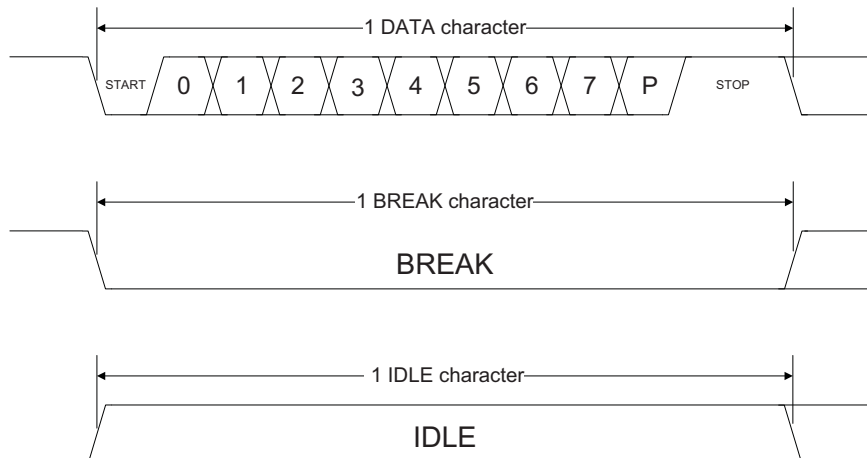 1 DATA character
START 0 1 2 3 4 5 6 7 P STOP
1 BREAK character
BREAK
1 IDLE character
IDLE